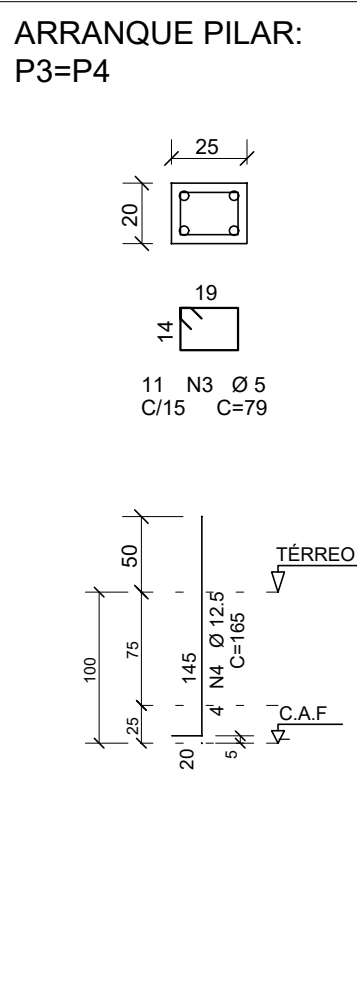 ARRANQUE PILAR:
P3=P4
25
20
19
14
11 N3 Ø 5
C/15 C=79
50
TÉRREO
100
75
145
4 N4 Ø 12.5
C=165
25
C.A.F
20
5